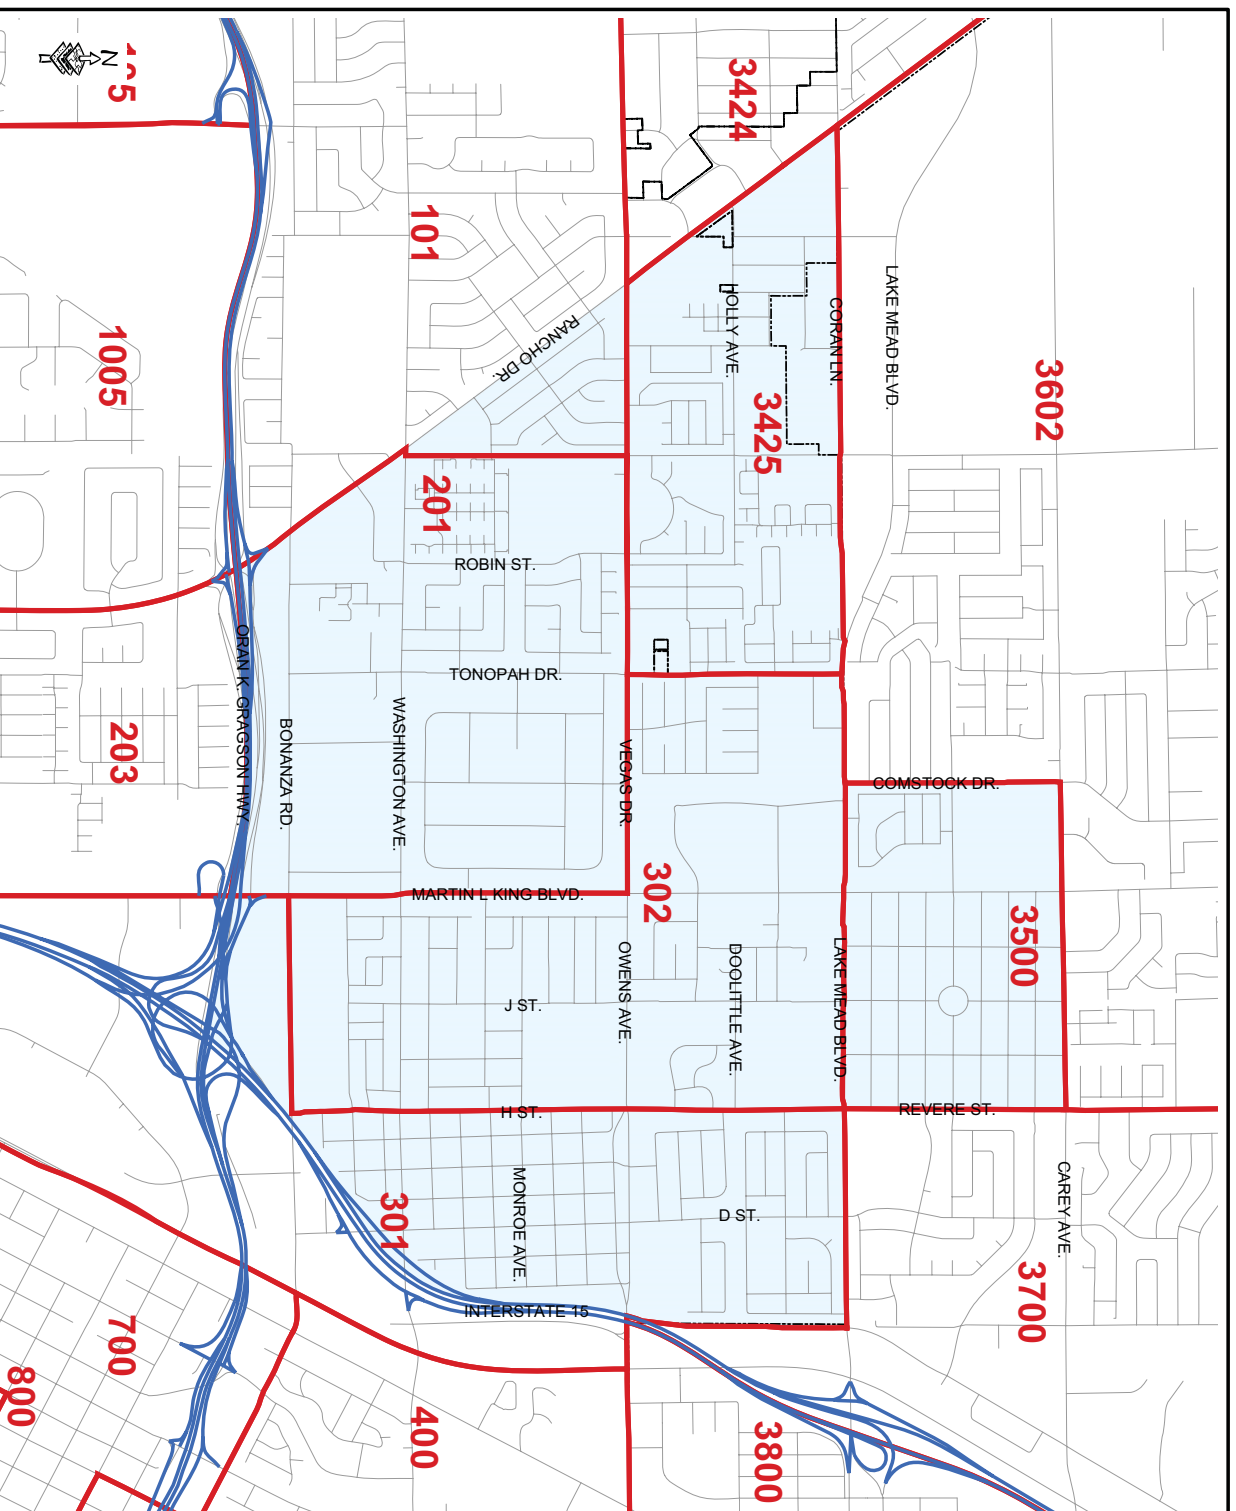 N
105
3424
LAKE MEAD BLVD.
HOLLY AVE.
CORAN LN.
101
RANCHO DR.
1005
3602
3425
201
ROBIN ST.
TONOPAH DR.
ORAN K. GRAGSON HWY.
BONANZA RD.
WASHINGTON AVE.
VEGAS DR.
203
COMSTOCK DR.
302
MARTIN L KING BLVD.
3500
OWENS AVE.
DOOLITTLE AVE.
LAKE MEAD BLVD.
J ST.
H ST.
REVERE ST.
MONROE AVE.
301
D ST.
CAREY AVE.
INTERSTATE 15
3700
700
800
400
3800